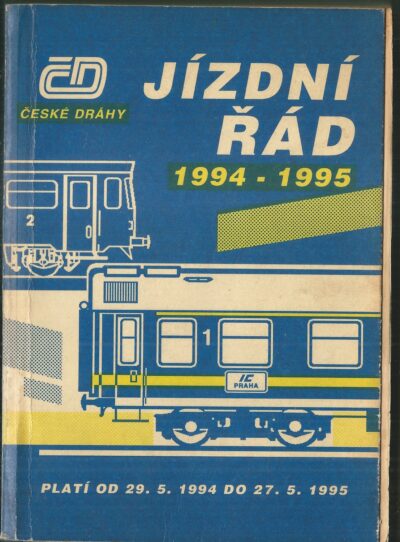 ČD
ČESKÉ DRÁHY
JÍZDNÍ
ŘÁD
1994 - 1995
2
1
IC
PRAHA
PLATÍ OD 29. 5. 1994 DO 27. 5. 1995